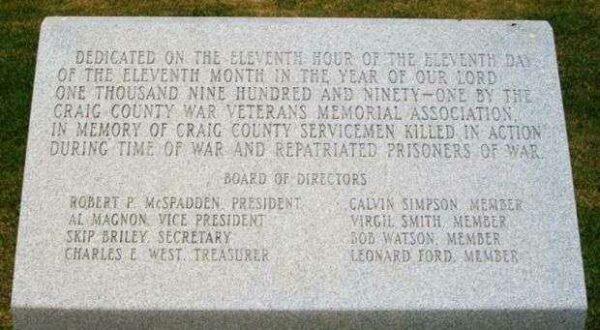 DEDICATED ON THE ELEVENTH HOUR OF THE ELEVENTH DAY
OF THE ELEVENTH MONTH IN THE YEAR OF OUR LORD
ONE THOUSAND NINE HUNDRED AND NINETY-ONE BY THE
CRAIG COUNTY WAR VETERANS MEMORIAL ASSOCIATION,
IN MEMORY OF CRAIG COUNTY SERVICEMEN KILLED IN ACTION
DURING TIME OF WAR AND REPATRIATED PRISONERS OF WAR.
BOARD OF DIRECTORS
ROBERT P. McSPADDEN, PRESIDENT
AL MAGNON, VICE PRESIDENT
SKIP BRILEY, SECRETARY
CHARLES E. WEST, TREASURER
CALVIN SIMPSON, MEMBER
VIRGIL SMITH, MEMBER
BOB WATSON, MEMBER
LEONARD FORD, MEMBER